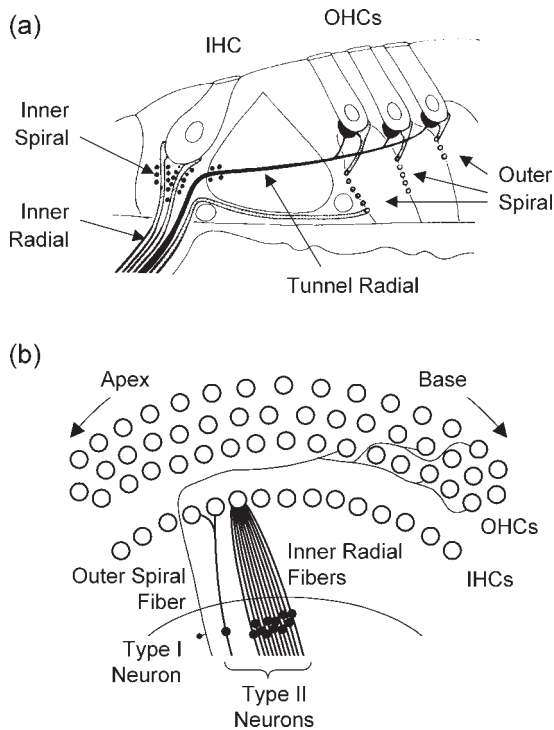 (a)
OHCs
IHC
Inner
Spiral
Inner
Radial
Outer
Spiral
Tunnel Radial
(b)
Apex
Base
OHCs
IHCs
Outer Spiral
Fiber
Inner Radial
Fibers
Type I
Neuron
Type II
Neurons